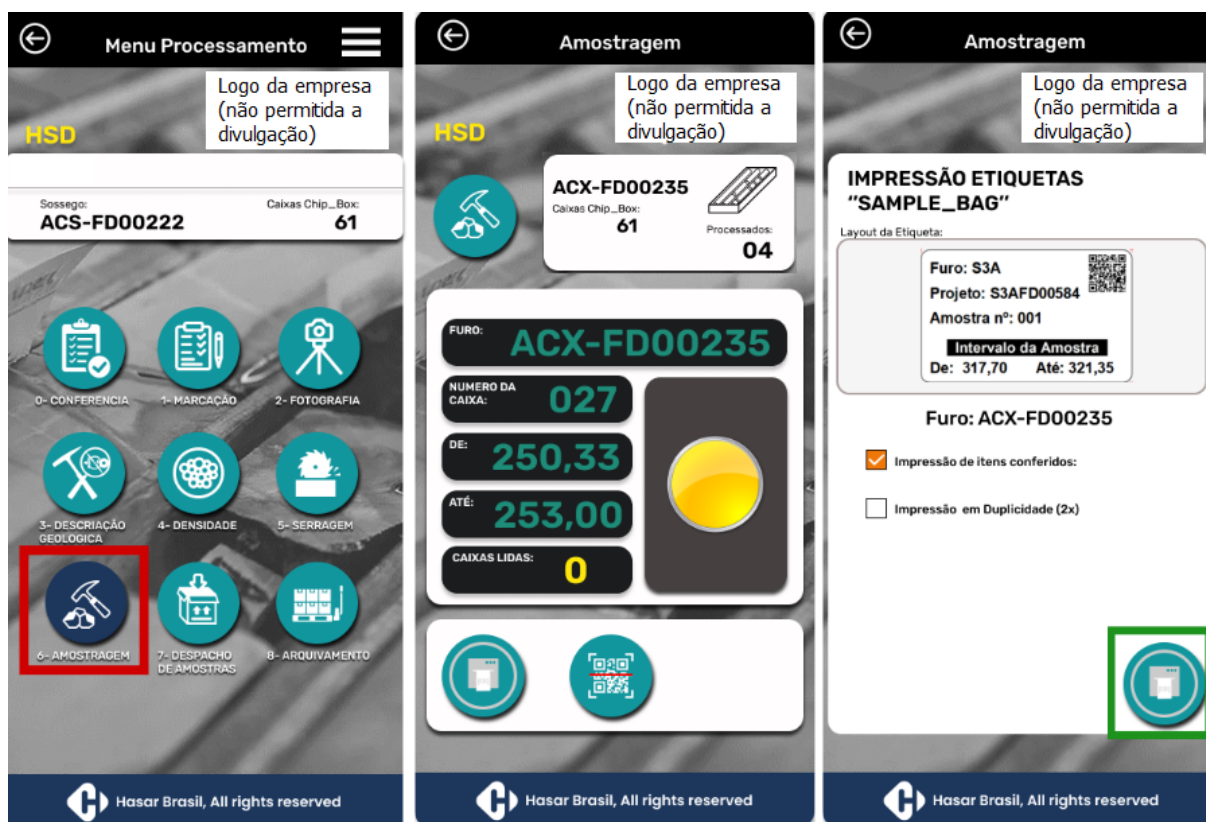 Menu Processamento
Logo da empresa
(não permitida a
divulgação)
HSD
Sossego:
ACS-FD00222
Caixas Chip_Box:
61
0- CONFERENCIA
1- MARCAÇÃO
2- FOTOGRAFIA
3- DESCRIAÇÃO
GEOLOGICA
4- DENSIDADE
5- SERRAGEM
6- AMOSTRAGEM
7- DESPACHO
DE AMOSTRAS
8- ARQUIVAMENTO
Hasar Brasil, All rights reserved
Amostragem
Logo da empresa
(não permitida a
divulgação)
HSD
ACX-FD00235
Caixas Chip_Box:
61
Processados:
04
FURO:
ACX-FD00235
NUMERO DA
CAIXA:
027
DE:
250,33
ATÉ:
253,00
CAIXAS LIDAS:
0
Hasar Brasil, All rights reserved
Amostragem
Logo da empresa
(não permitida a
divulgação)
IMPRESSÃO ETIQUETAS
‘’SAMPLE_BAG’’
Layout da Etiqueta:
Furo: S3A
Projeto: S3AFD00584
Amostra nº: 001
Intervalo da Amostra
De: 317,70 Até: 321,35
Furo: ACX-FD00235
Impressão de itens conferidos:
Impressão em Duplicidade (2x)
Hasar Brasil, All rights reserved